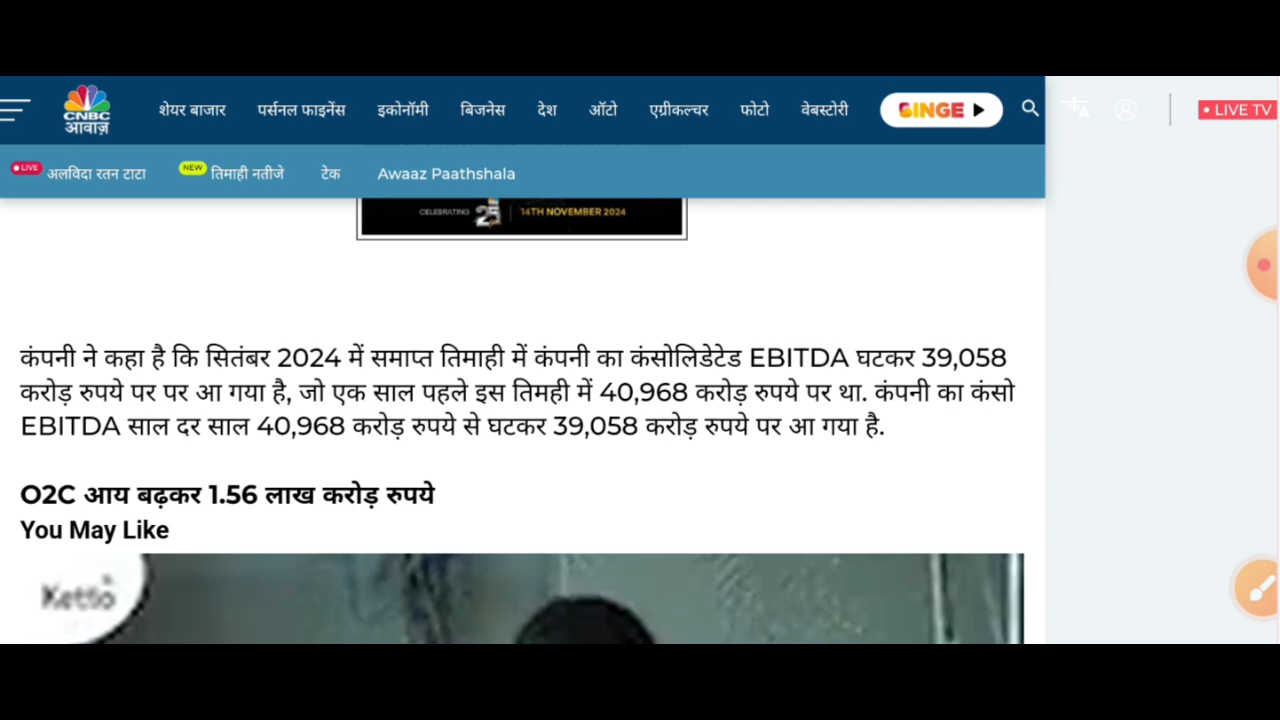 CNBC
आवाज़
शेयर बाजार पर्सनल फाइनेंस इकोनॉमी बिजनेस देश ऑटो एग्रीकल्चर फोटो वेबस्टोरी BINGE LIVE TV
LIVE अलविदा रतन टाटा NEW तिमाही नतीजे टेक Awaaz Paathshala
CELEBRATING 25 14TH NOVEMBER 2024
कंपनी ने कहा है कि सितंबर 2024 में समाप्त तिमाही में कंपनी का कंसोलिडेटेड EBITDA घटकर 39,058
करोड़ रुपये पर पर आ गया है, जो एक साल पहले इस तिमही में 40,968 करोड़ रुपये पर था. कंपनी का कंसो
EBITDA साल दर साल 40,968 करोड़ रुपये से घटकर 39,058 करोड़ रुपये पर आ गया है.
O2C आय बढ़कर 1.56 लाख करोड़ रुपये
You May Like
Ketto